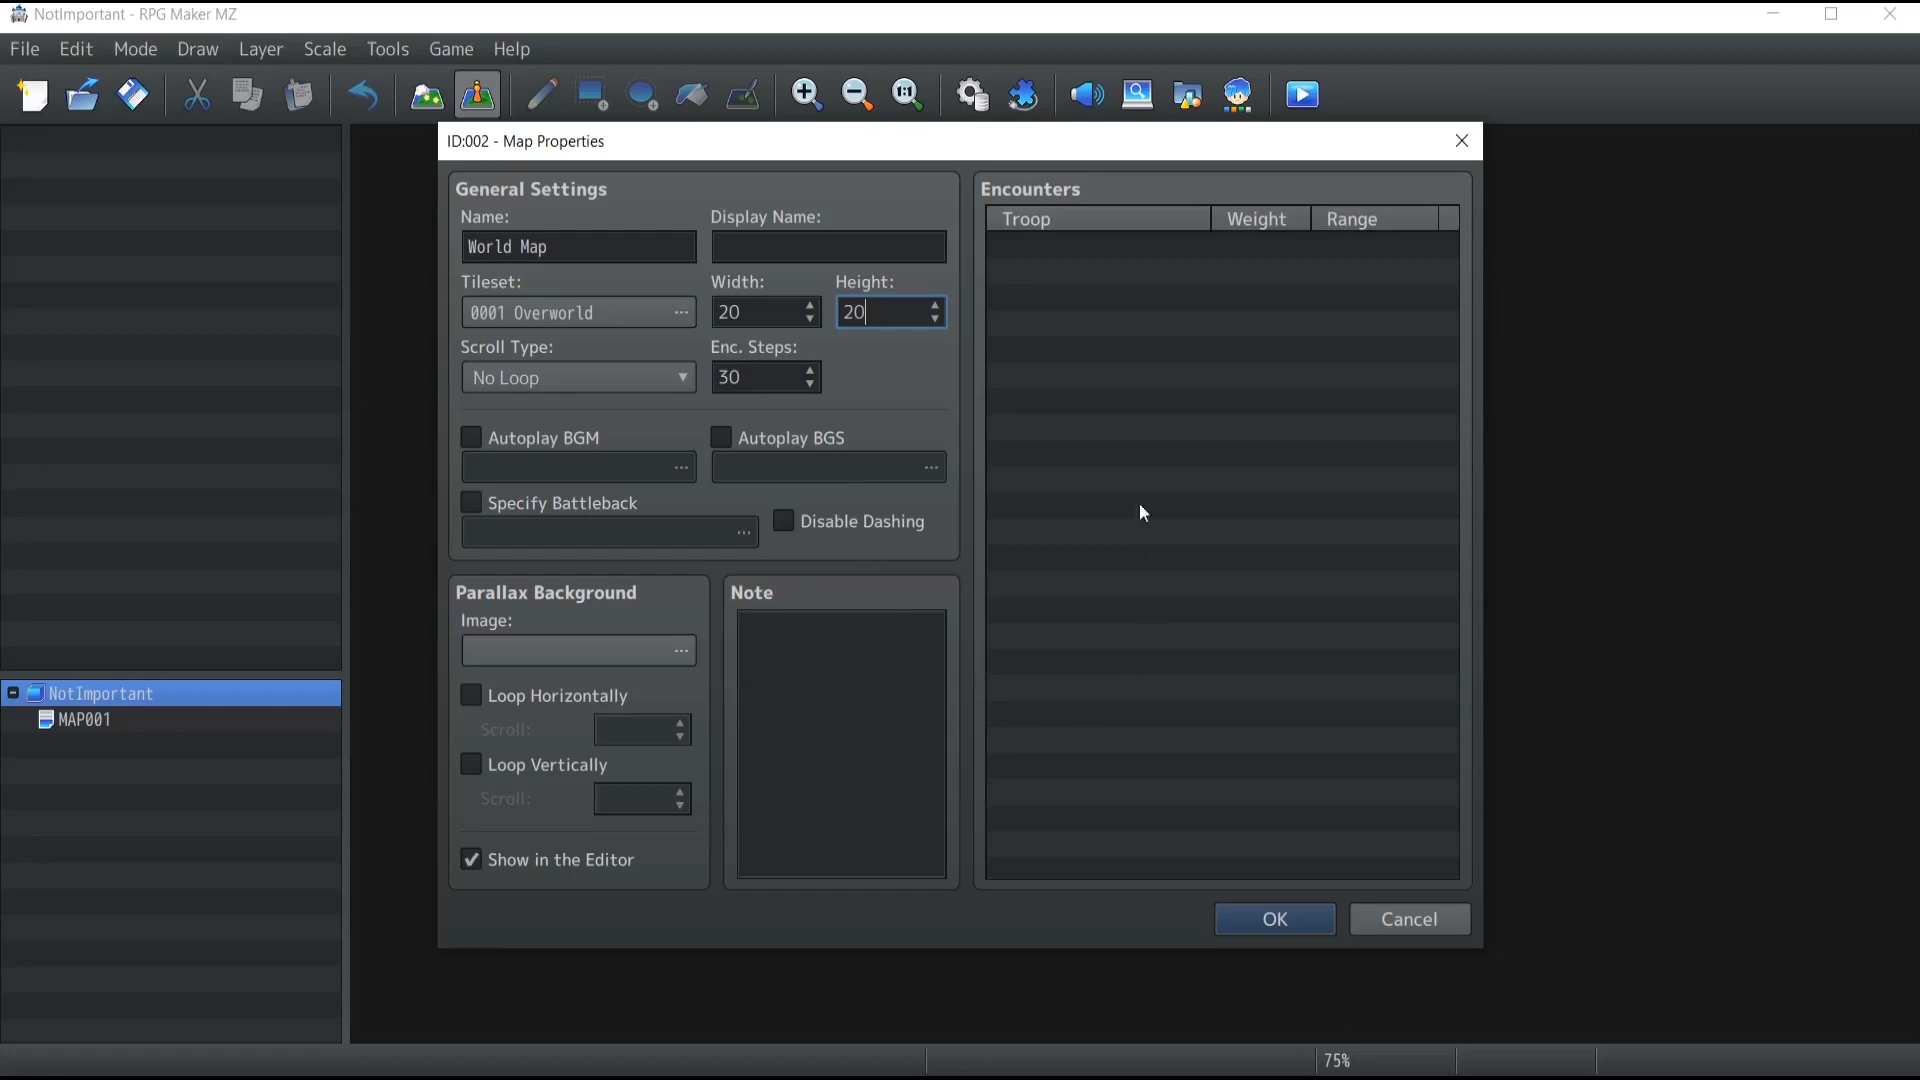 NotImportant - RPG Maker MZ
File Edit Mode Draw Layer Scale Tools Game Help
1:1
ID:002 - Map Properties
General Settings
Name:
Display Name:
World Map
Tileset:
Width:
Height:
0001 Overworld ...
20
20
Scroll Type:
Enc. Steps:
No Loop
30
Autoplay BGM
Autoplay BGS
...
...
Specify Battleback
...
Disable Dashing
Parallax Background
Image:
...
Loop Horizontally
Scroll:
Loop Vertically
Scroll:
Show in the Editor
Note
Encounters
Troop Weight Range
OK
Cancel
NotImportant
MAP001
75%